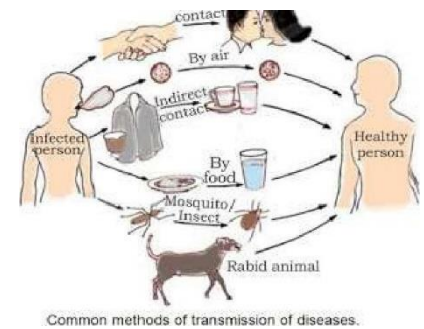 contact
By air
Indirect
contact
Infected
person
Healthy
person
By
food
Mosquito/
Insect
Rabid animal
Common methods of transmission of diseases.